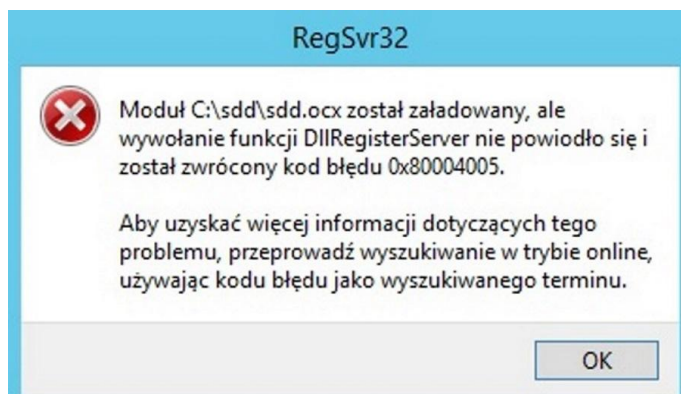 RegSvr32
Moduł C:\sdd\sdd.ocx został załadowany, ale
wywołanie funkcji DllRegisterServer nie powiodło się i
został zwrócony kod błędu 0x80004005.
Aby uzyskać więcej informacji dotyczących tego
problemu, przeprowadź wyszukiwanie w trybie online,
używając kodu błędu jako wyszukiwanego terminu.
OK